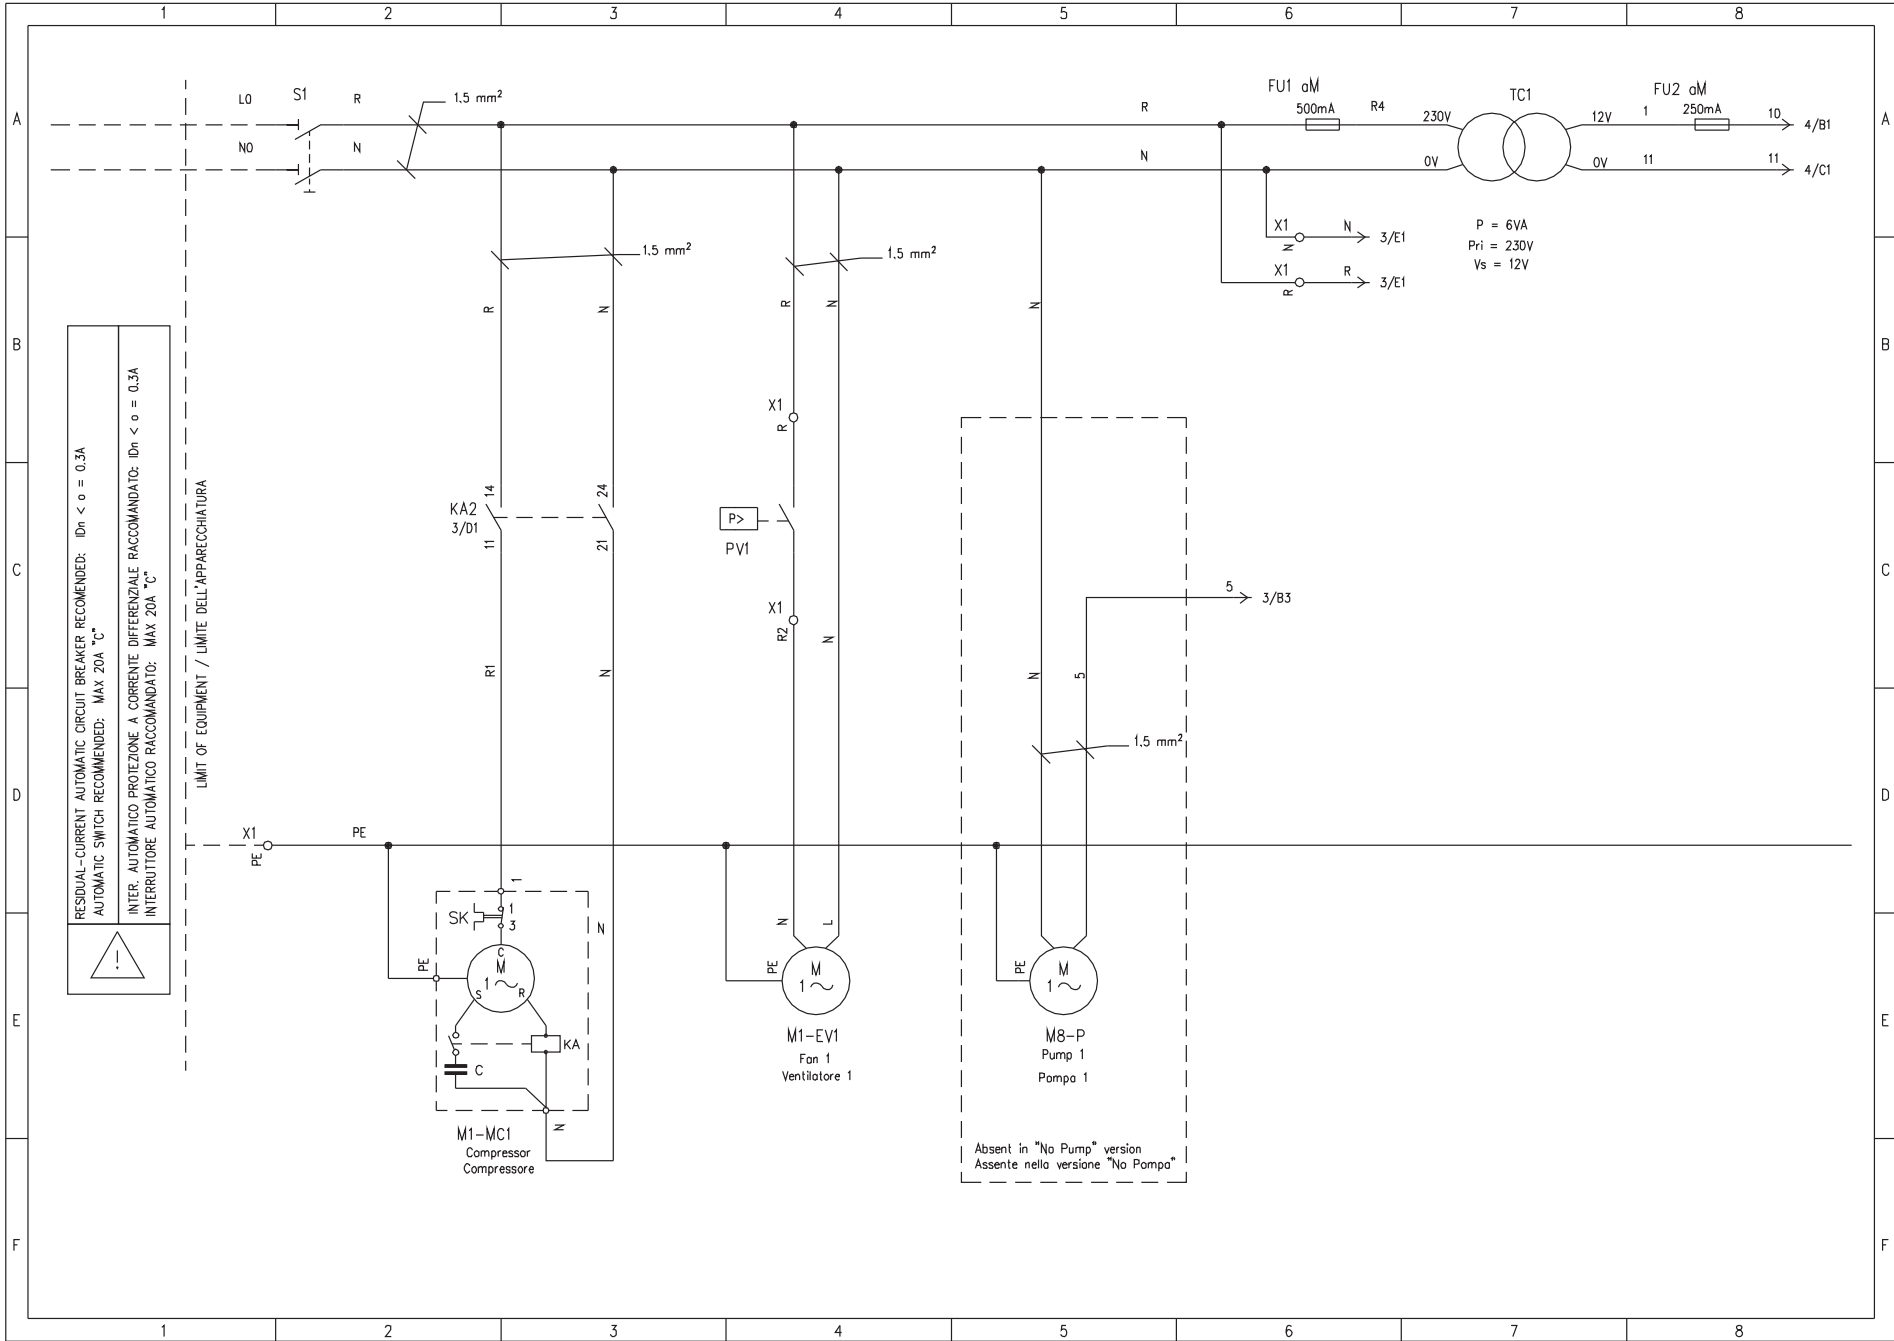 1 2 3 4 5 6 7 8
A
B
C
D
E
F
A
B
C
D
E
F
L0 S1 R 1.5 mm²
N0 N
R FU1 aM 500mA R4 230V TC1 12V 1 FU2 aM 250mA 10 4/B1
N 0V 0V 11 11 4/C1
P = 6VA
Pri = 230V
Vs = 12V
X1 N N 3/E1
X1 R R 3/E1
1.5 mm²
1.5 mm²
R N R N N
RESIDUAL-CURRENT AUTOMATIC CIRCUIT BREAKER RECOMENDED: IDn < o = 0.3A
AUTOMATIC SWITCH RECOMMENDED: MAX 20A "C"
INTER. AUTOMATICO PROTEZIONE A CORRENTE DIFFERENZIALE RACCOMANDATO: IDn < o = 0.3A
INTERRUTTORE AUTOMATICO RACCOMANDATO: MAX 20A "C"
!
LIMIT OF EQUIPMENT / LIMITE DELL'APPARECCHIATURA
X1 R
14 24
KA2
3/D1
11 21
P>
PV1
X1 R2
5 3/B3
R1 N N N 5
1.5 mm²
X1 PE PE
1
SK 1
3 N
PE C
M
1~
S R
KA
C
N
M1-MC1
Compressor
Compressore
N L
PE M
1~
M1-EV1
Fan 1
Ventilatore 1
PE M
1~
M8-P
Pump 1
Pompa 1
Absent in "No Pump" version
Assente nella versione "No Pompa"
1 2 3 4 5 6 7 8